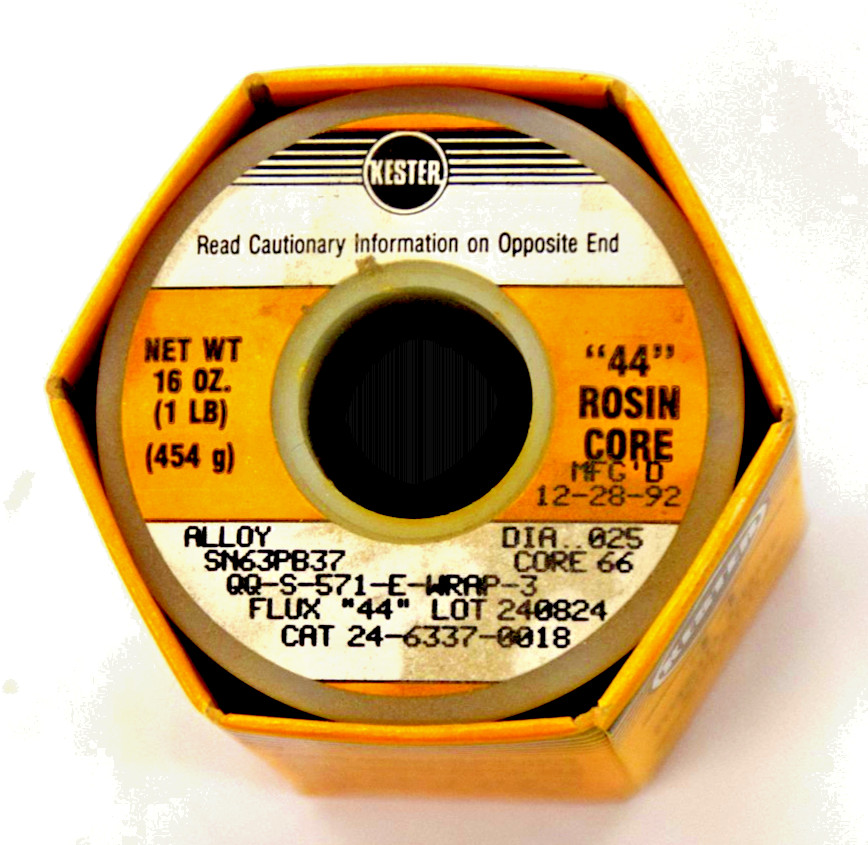 KESTER
Read Cautionary Information on Opposite End
NET WT
16 OZ.
(1 LB)
(454 g)
“44”
ROSIN
CORE
MFG'D
12-28-92
ALLOY DIA..025
SN63PB37 CORE 66
QQ-S-571-E-WRAP-3
FLUX "44" LOT 240824
CAT 24-6337-0018
KESTER